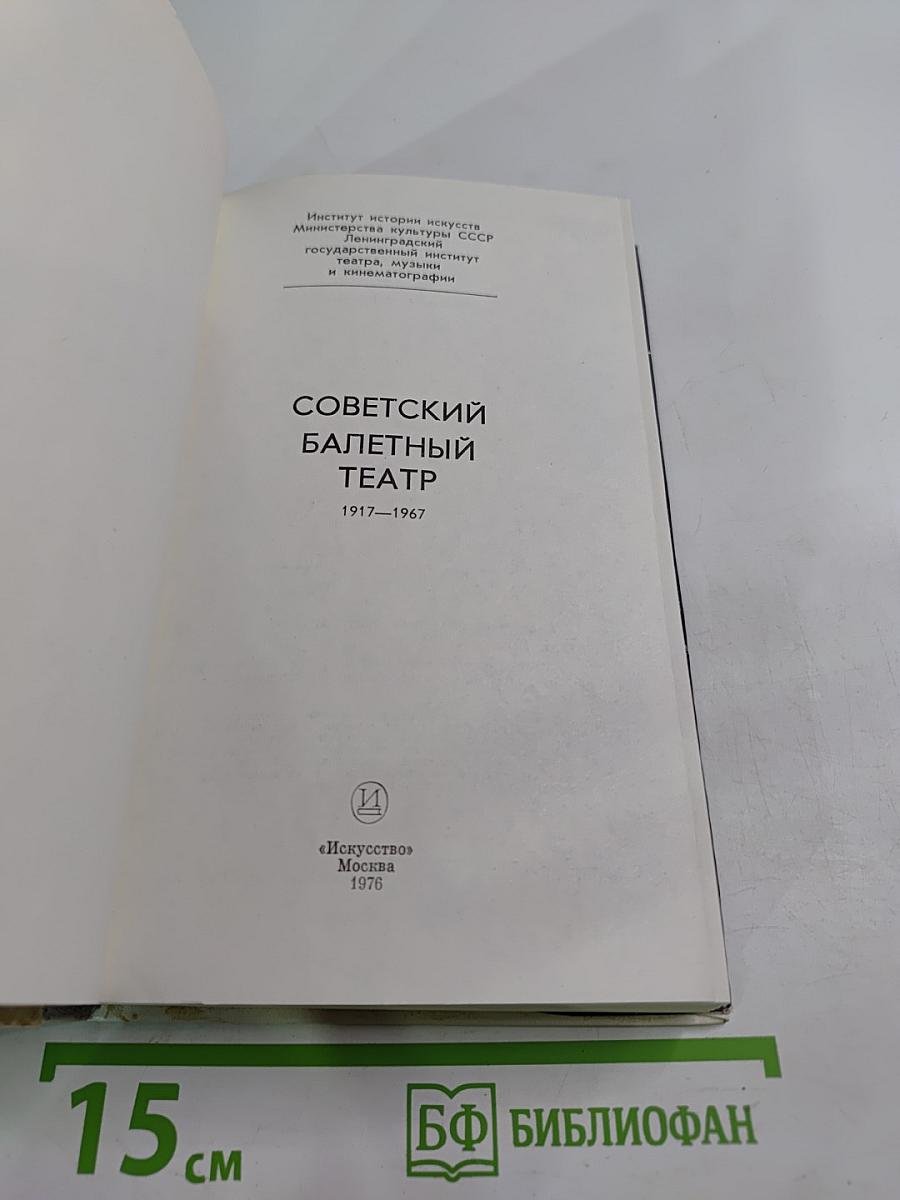 Институт истории искусств
Министерства культуры СССР
Ленинградский
государственный институт
театра, музыки
и кинематографии
СОВЕТСКИЙ
БАЛЕТНЫЙ
ТЕАТР
1917—1967
И
«Искусство»
Москва
1976
15 см
БФ БИБЛИОФАН